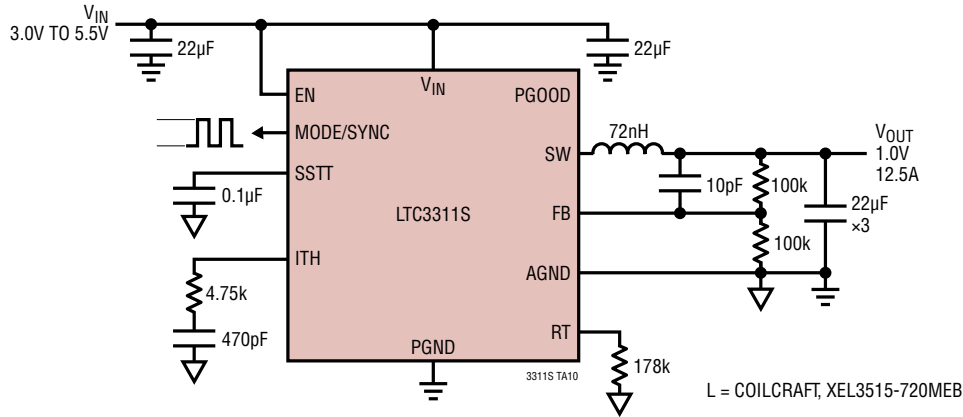 VIN
3.0V TO 5.5V
22µF
22µF
VIN
EN
PGOOD
MODE/SYNC
72nH
SW
VOUT
1.0V
12.5A
SSTT
0.1µF
10pF
100k
LTC3311S
FB
22µF
×3
100k
ITH
AGND
4.75k
470pF
RT
PGND
178k
3311S TA10
L = COILCRAFT, XEL3515-720MEB